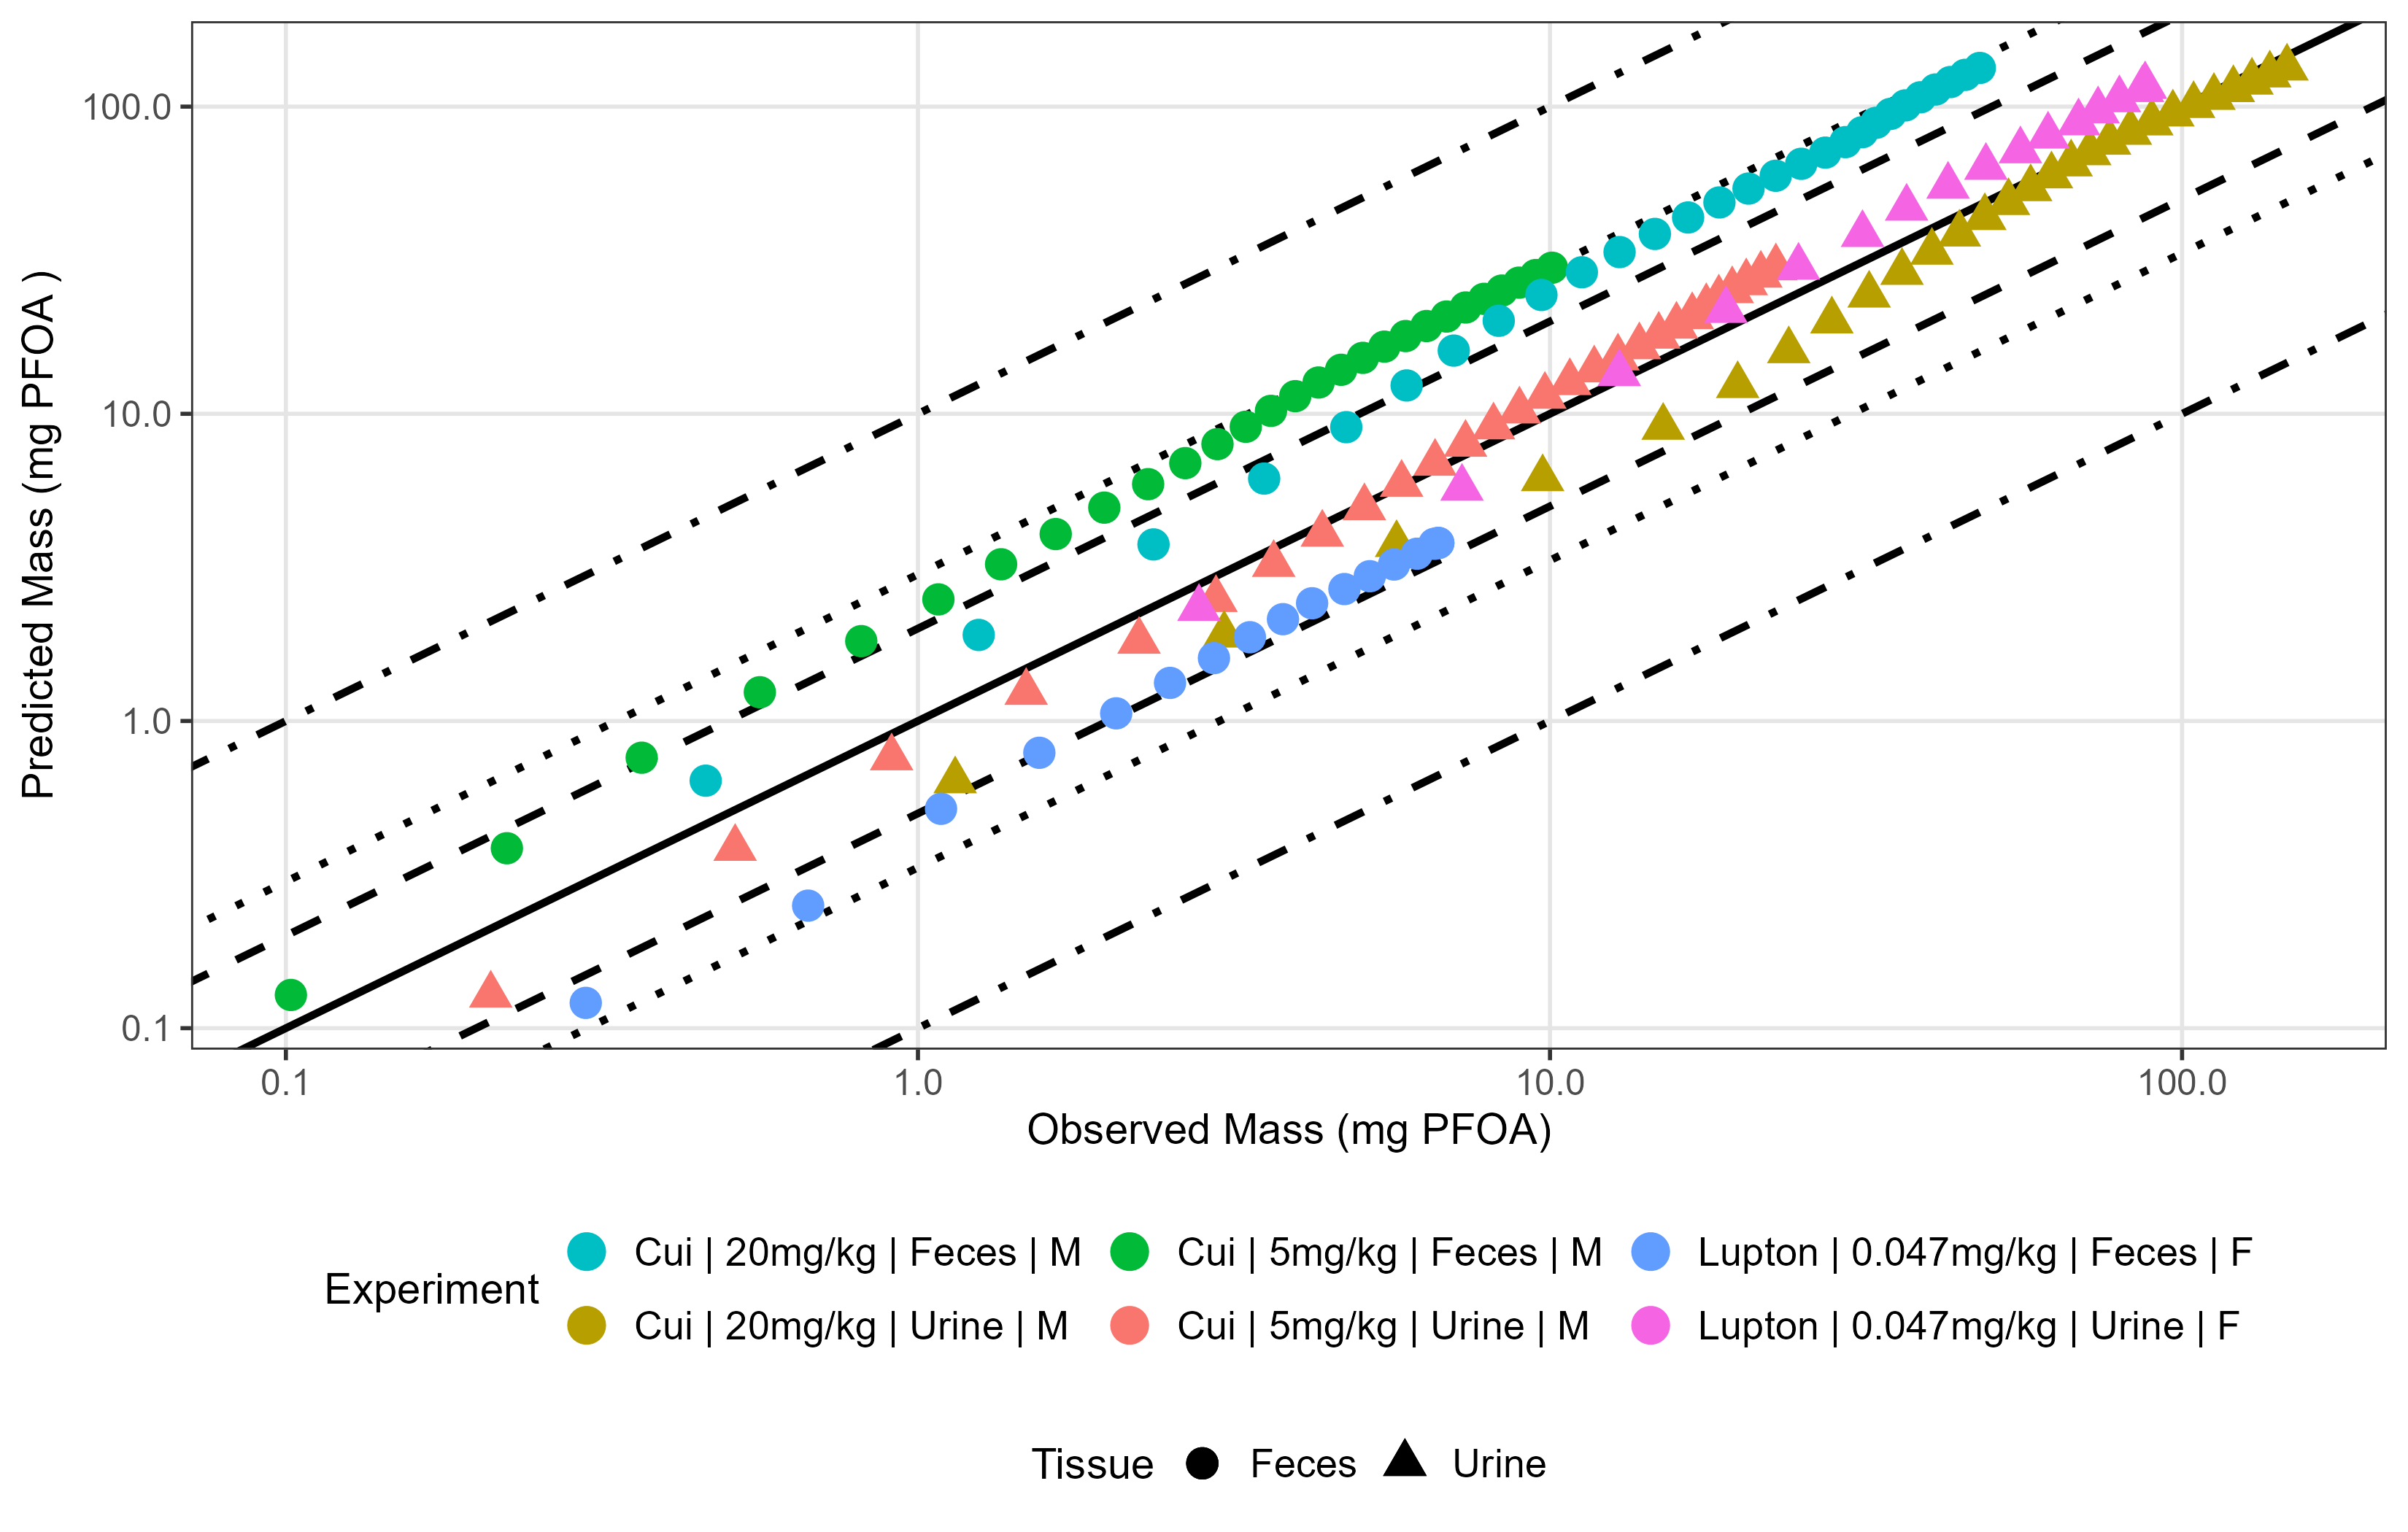 Predicted Mass (mg PFOA )
100.0
10.0
1.0
0.1
0.1 1.0 10.0 100.0
Observed Mass (mg PFOA)
Experiment
Cui | 20mg/kg | Feces | M Cui | 5mg/kg | Feces | M Lupton | 0.047mg/kg | Feces | F
Cui | 20mg/kg | Urine | M Cui | 5mg/kg | Urine | M Lupton | 0.047mg/kg | Urine | F
Tissue Feces Urine